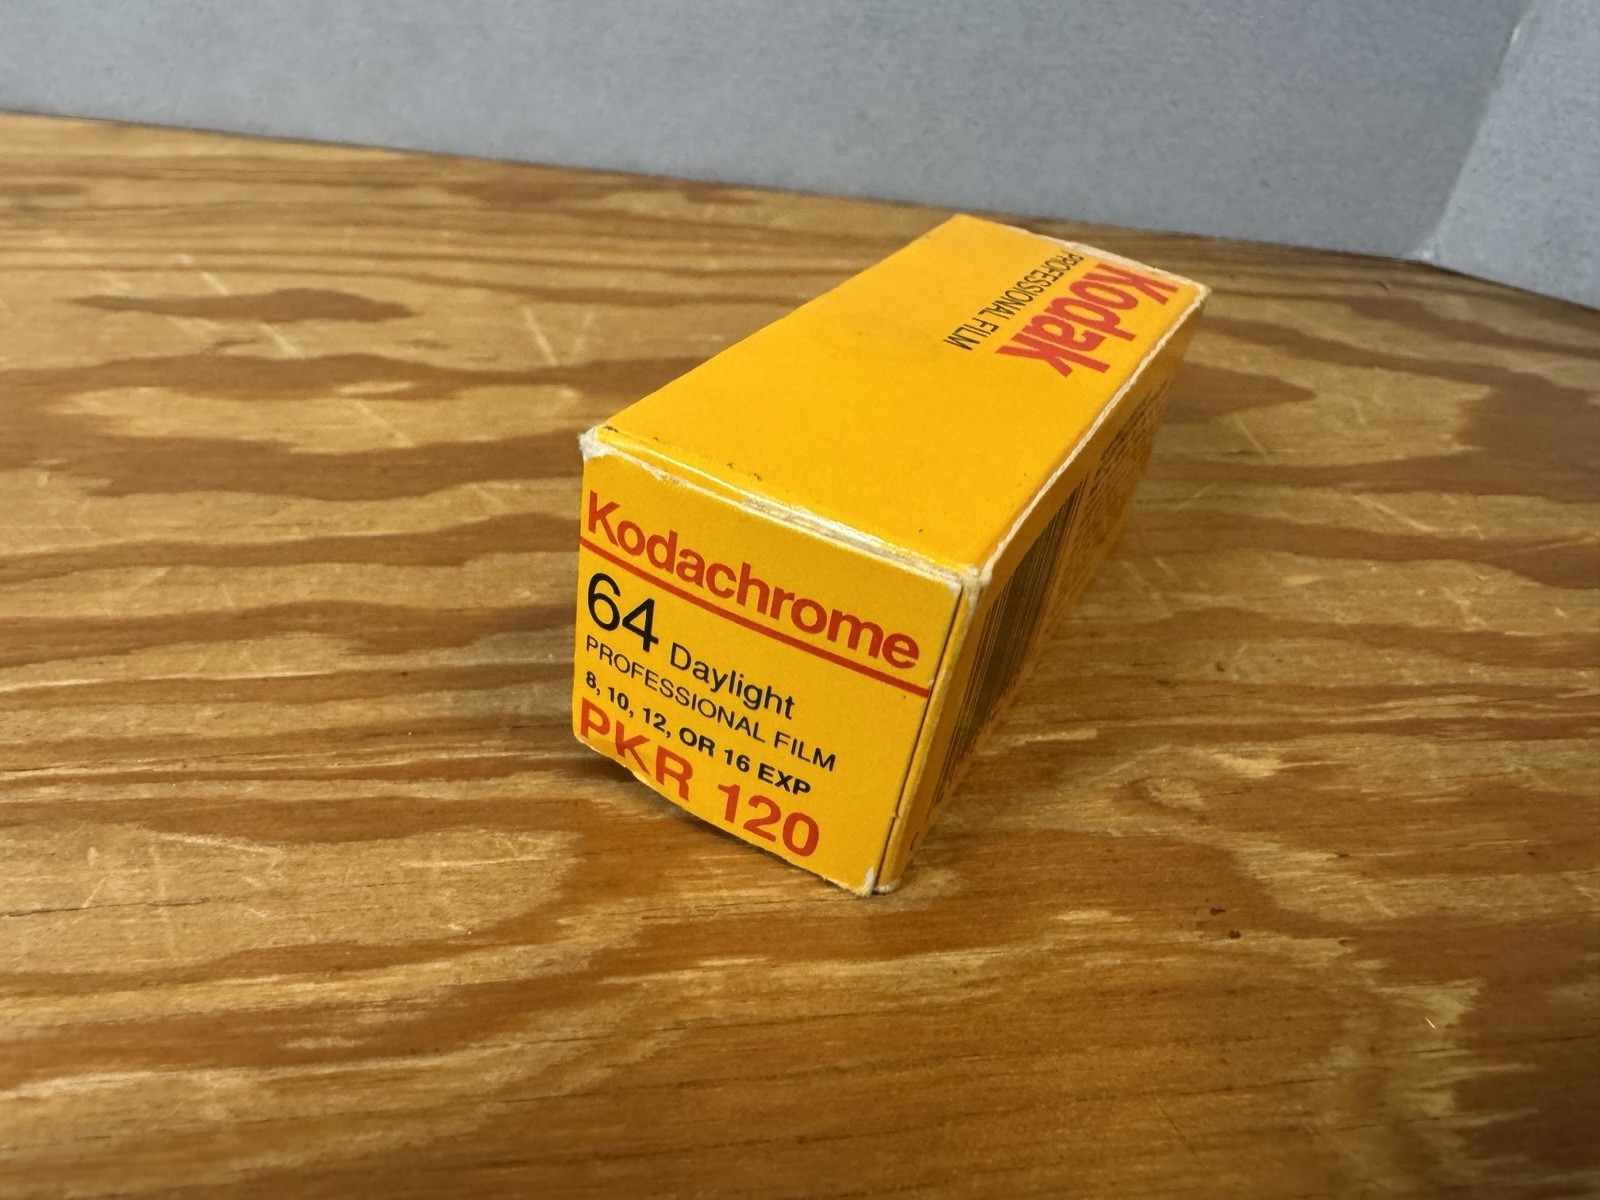 Kodak
PROFESSIONAL FILM
Kodachrome
64 Daylight
PROFESSIONAL FILM
8, 10, 12, OR 16 EXP
PKR 120